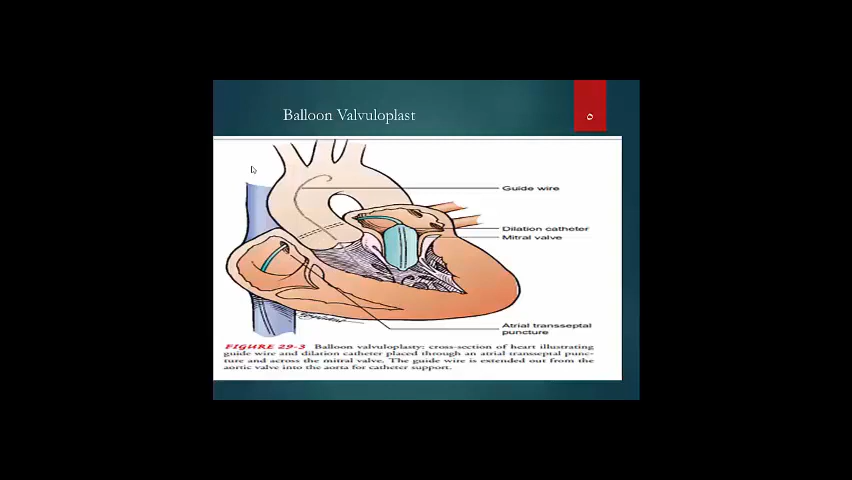 Balloon Valvuloplast
Guide wire
Dilation catheter
Mitral valve
Atrial transseptal
puncture
FIGURE 29-3 Balloon valvuloplasty: cross-section of heart illustrating
guide wire and dilation catheter placed through an atrial transseptal punc-
ture and across the mitral valve. The guide wire is extended out from the
aortic valve into the aorta for catheter support.